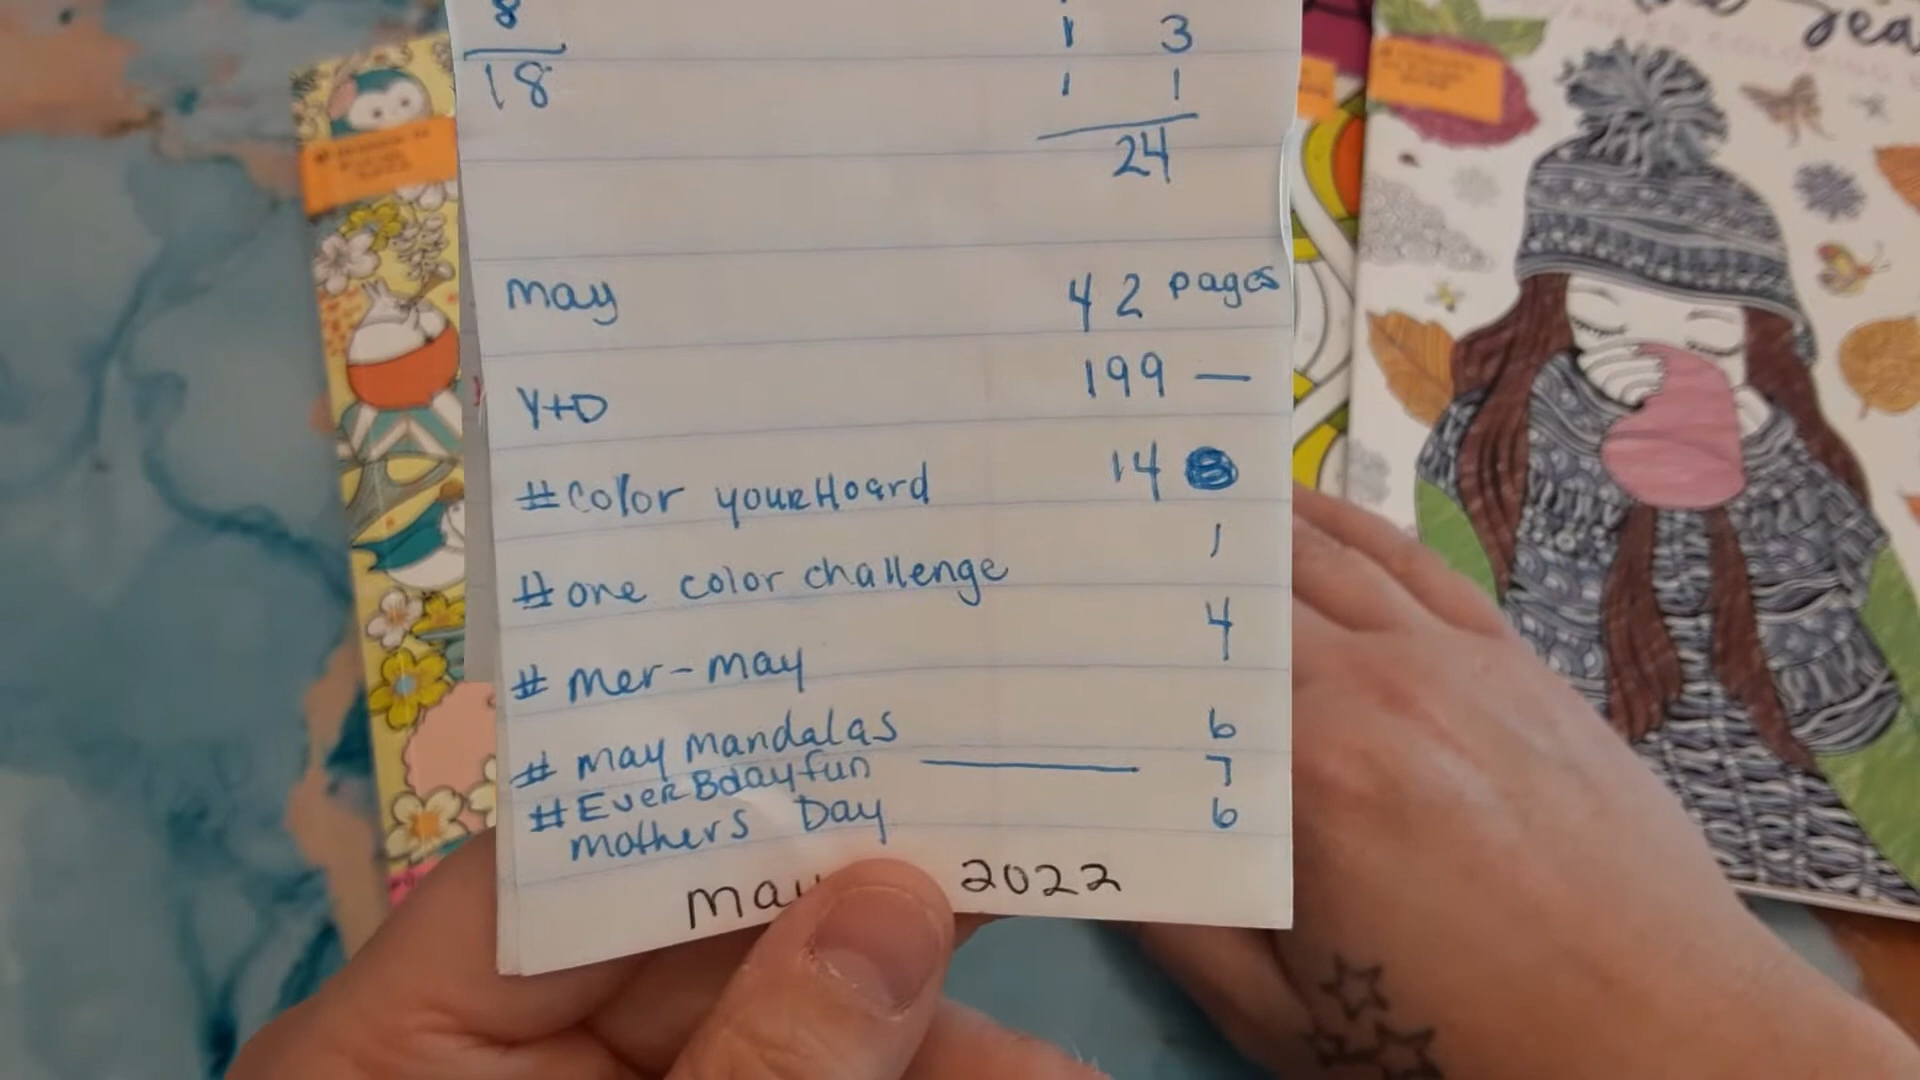 8
18
1 3
1 1
24
may 42 pages
Y+D 199 —
#Color youRHoard 14
#one color challenge 1
# mer-may 4
# may mandalas 6
#EveRBdayfun 7
mothers Day 6
may 2022